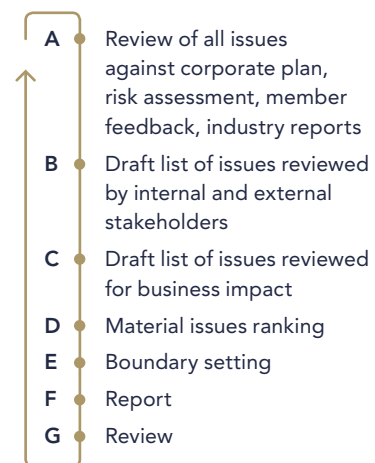 A Review of all issues
against corporate plan,
risk assessment, member
feedback, industry reports
B Draft list of issues reviewed
by internal and external
stakeholders
C Draft list of issues reviewed
for business impact
D Material issues ranking
E Boundary setting
F Report
G Review